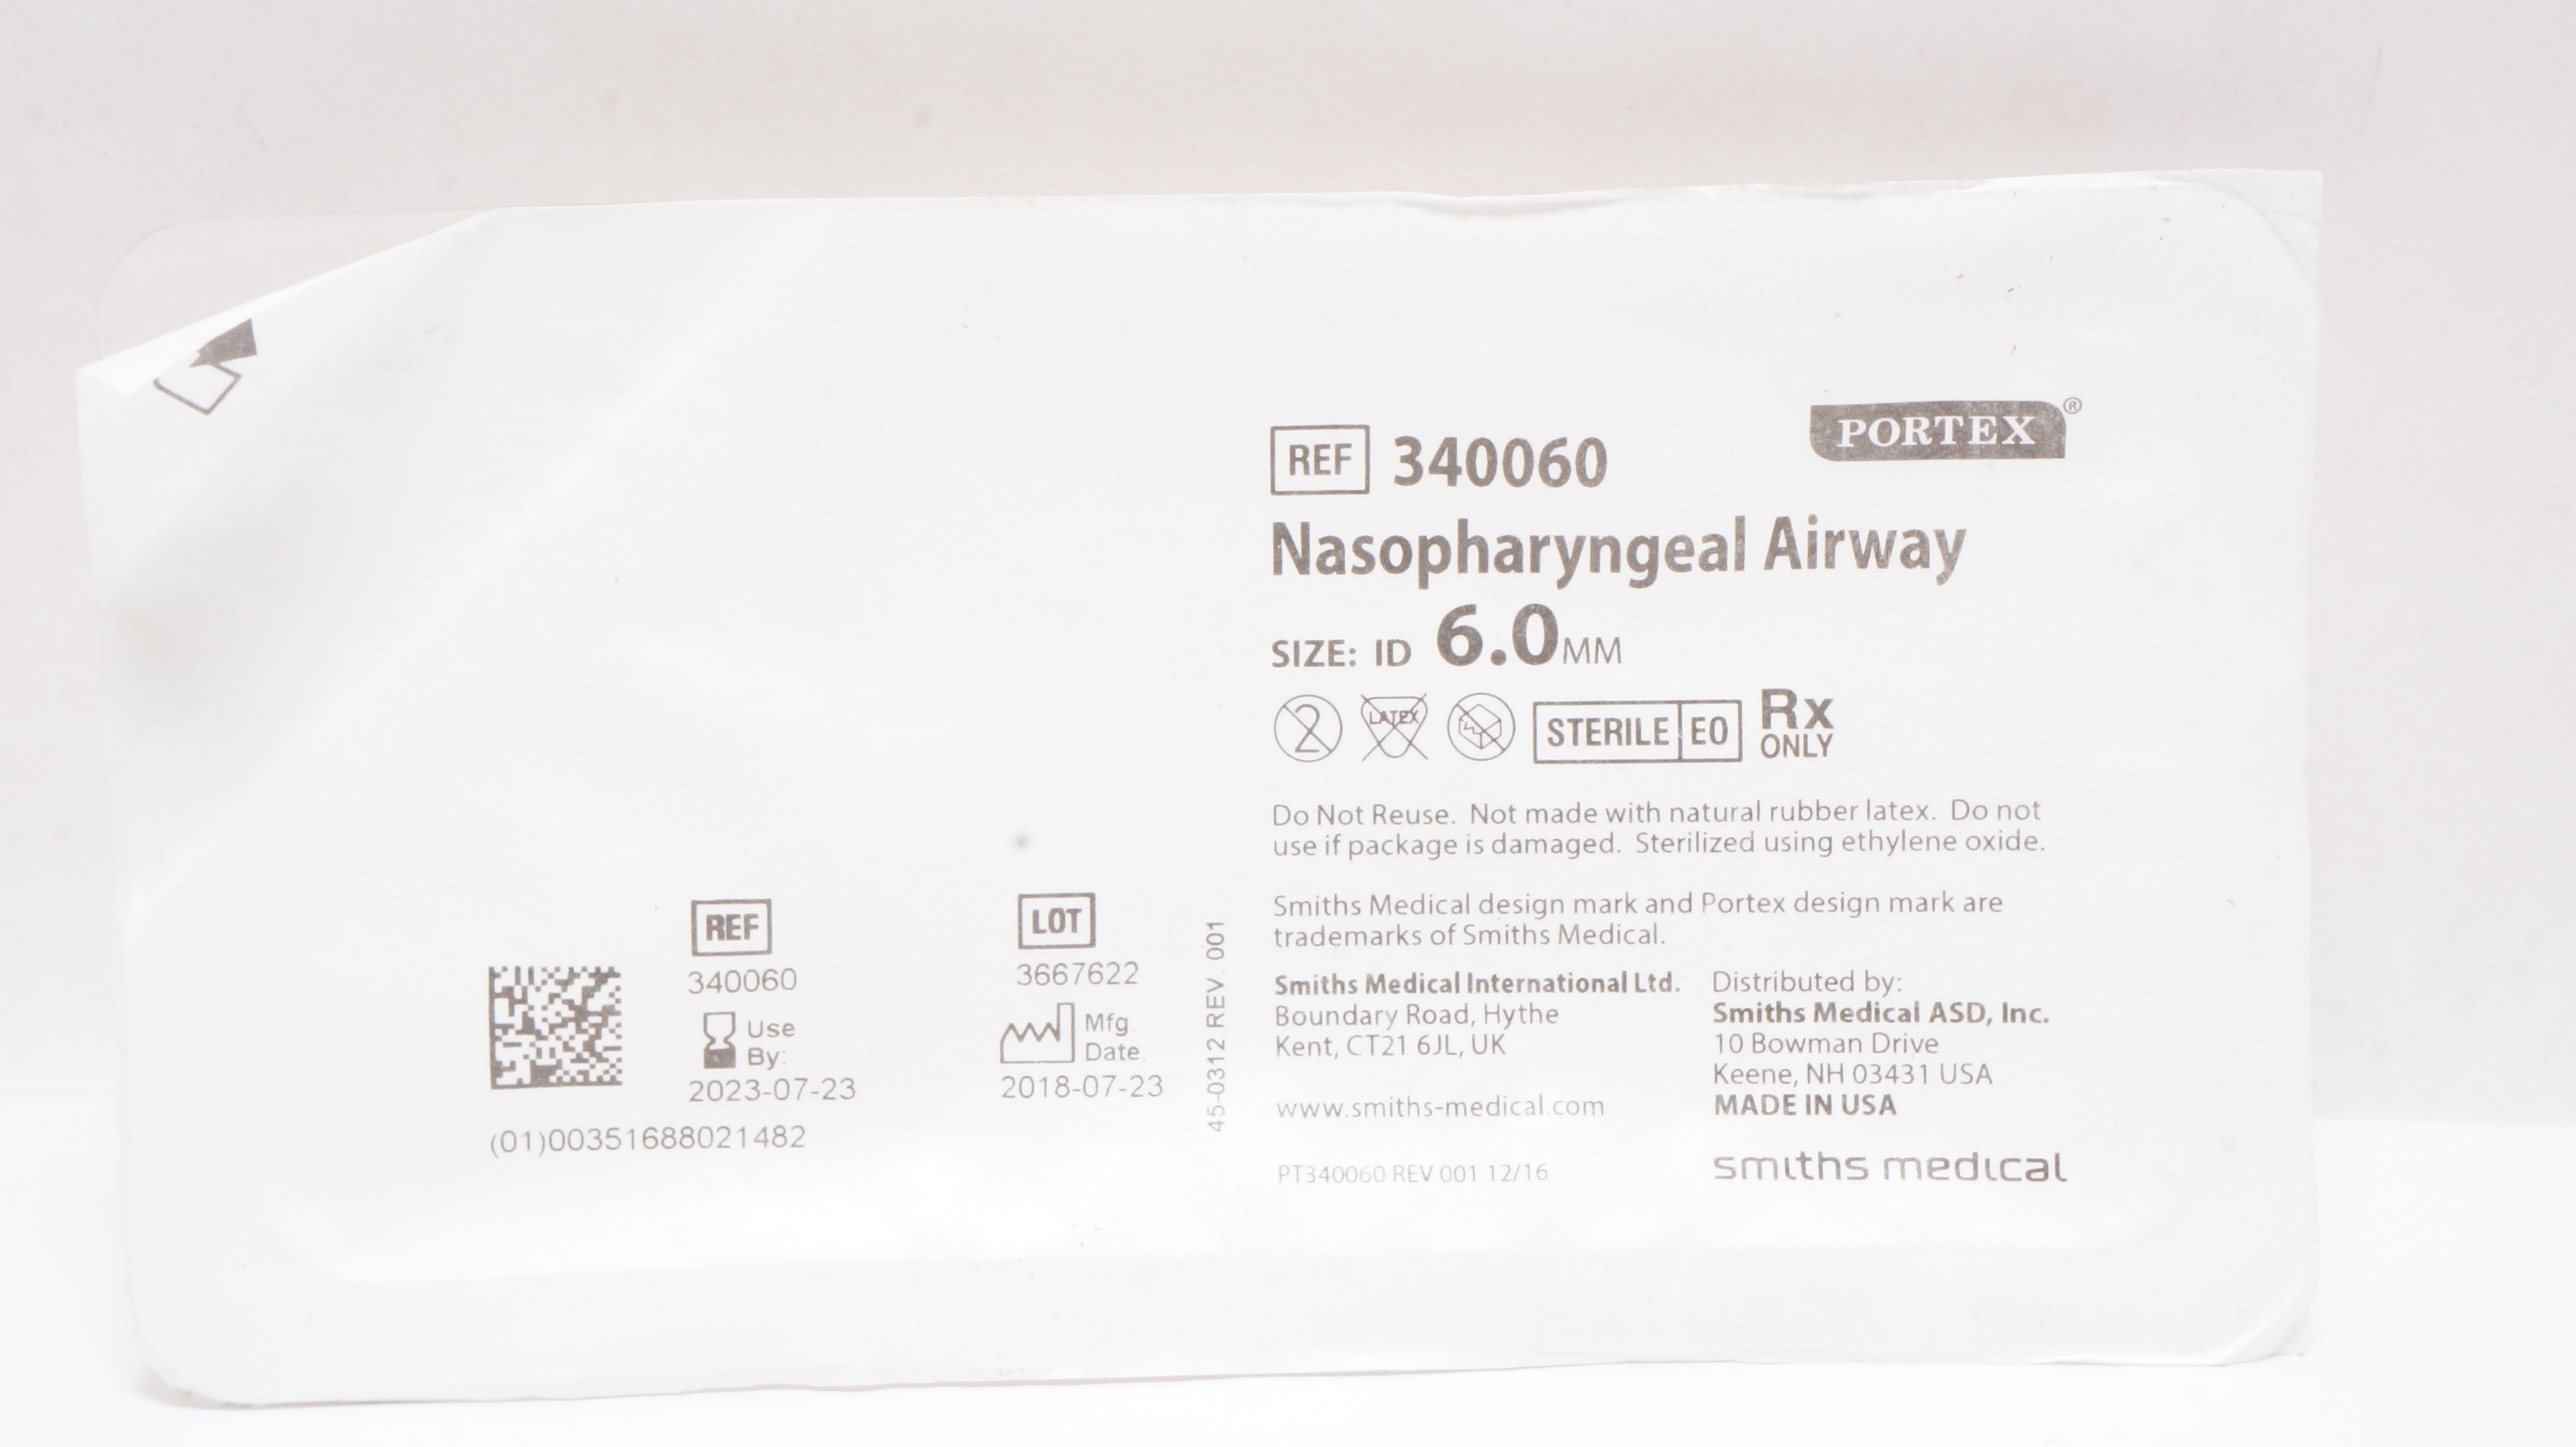 PORTEX®
REF 340060
Nasopharyngeal Airway
SIZE: ID 6.0MM
2 LATEX STERILE EO Rx ONLY
Do Not Reuse. Not made with natural rubber latex. Do not
use if package is damaged. Sterilized using ethylene oxide.
Smiths Medical design mark and Portex design mark are
trademarks of Smiths Medical.
Smiths Medical International Ltd.
Boundary Road, Hythe
Kent, CT21 6JL, UK
www.smiths-medical.com
PT340060 REV 001 12/16
Distributed by:
Smiths Medical ASD, Inc.
10 Bowman Drive
Keene, NH 03431 USA
MADE IN USA
smiths medical
REF
340060
Use
By:
2023-07-23
LOT
3667622
Mfg
Date
2018-07-23
(01)00351688021482
45-0312 REV. 001